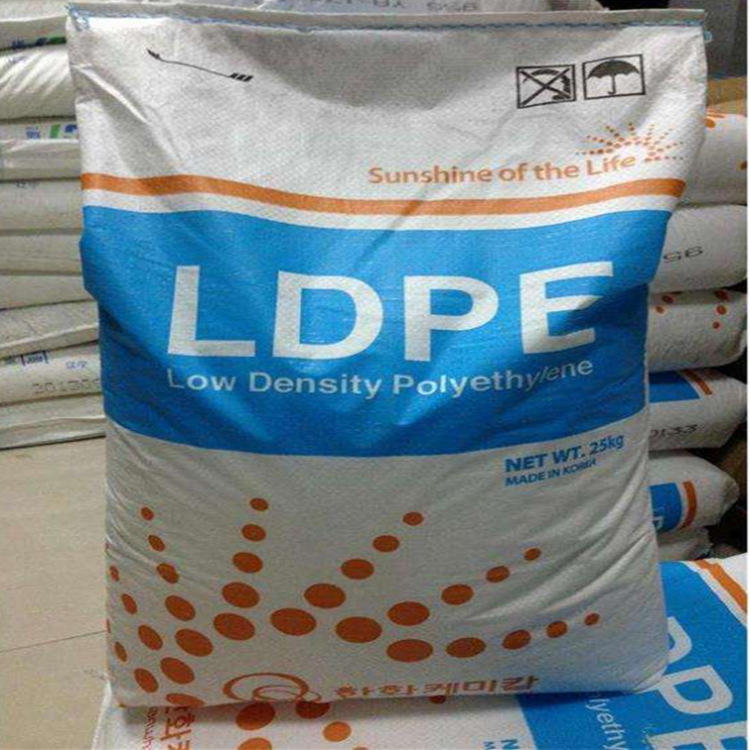 Sunshine of the Life
LDPE
Low Density Polyethylene
NET WT. 25kg
MADE IN KOREA
한화케미칼